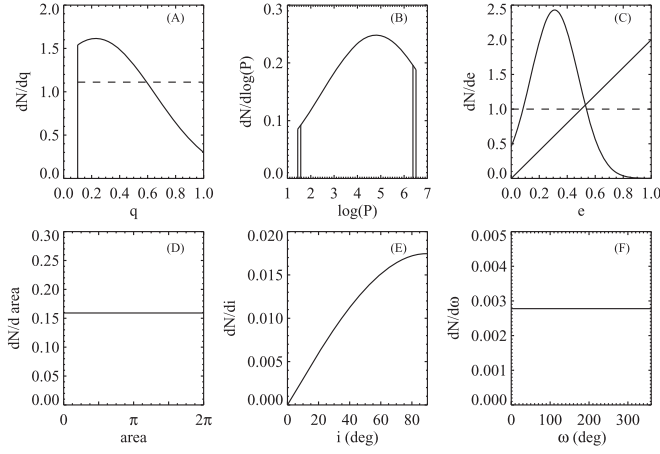 (A)
2.0
1.5
1.0
0.5
0.0
dN/dq
0.0 0.2 0.4 0.6 0.8 1.0
q
(B)
0.3
0.2
0.1
0.0
dN/dlog(P)
1 2 3 4 5 6 7
log(P)
(C)
2.5
2.0
1.5
1.0
0.5
0.0
dN/de
0.0 0.2 0.4 0.6 0.8 1.0
e
(D)
0.30
0.25
0.20
0.15
0.10
0.05
0.00
dN/d area
0 π 2π
area
(E)
0.020
0.015
0.010
0.005
0.000
dN/di
0 20 40 60 80
i (deg)
(F)
0.005
0.004
0.003
0.002
0.001
0.000
dN/dω
0 100 200 300
ω (deg)